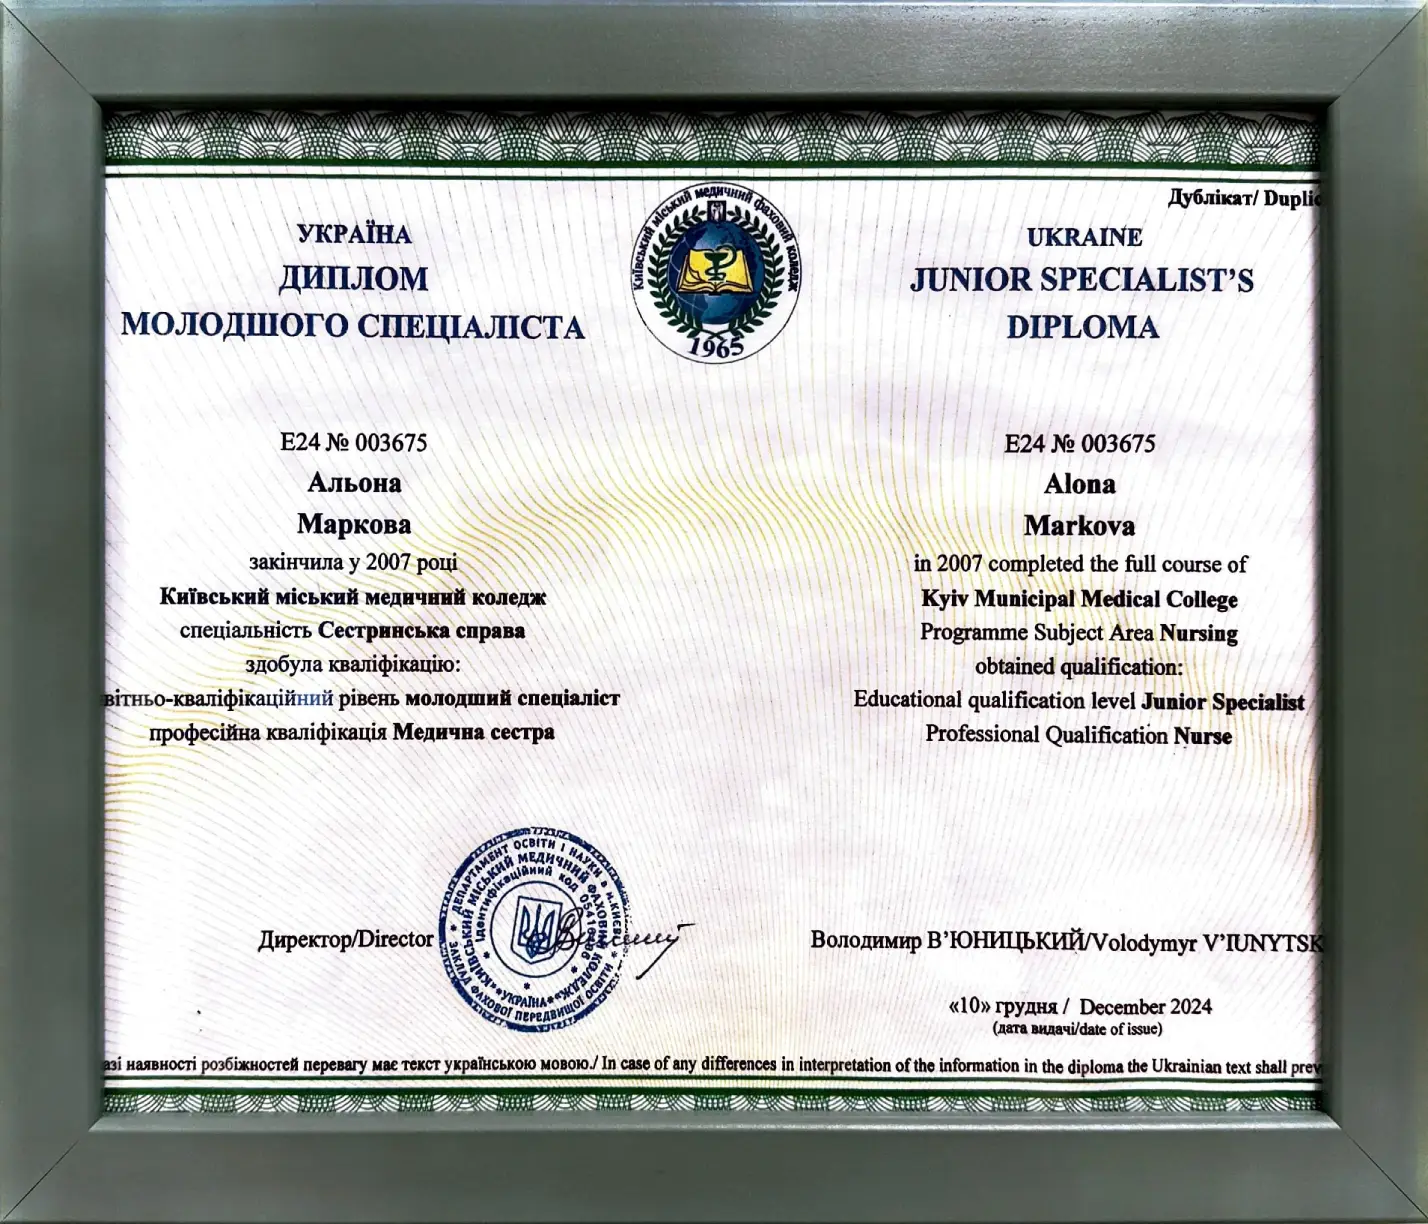 Дублікат/ Duplic
УКРАЇНА
ДИПЛОМ
МОЛОДШОГО СПЕЦІАЛІСТА
Київський міський медичний фаховий коледж
1965
UKRAINE
JUNIOR SPECIALIST’S
DIPLOMA
E24 № 003675
Альона
Маркова
закінчила у 2007 році
Київський міський медичний коледж
спеціальність Сестринська справа
здобула кваліфікацію:
вітньо-кваліфікаційний рівень молодший спеціаліст
професійна кваліфікація Медична сестра
E24 № 003675
Alona
Markova
in 2007 completed the full course of
Kyiv Municipal Medical College
Programme Subject Area Nursing
obtained qualification:
Educational qualification level Junior Specialist
Professional Qualification Nurse
Директор/Director
ДЕПАРТАМЕНТ ОСВІТИ І НАУКИ в м.КИЄВІ
ЗАКЛАД ФАХОВОЇ ПЕРЕДВИЩОЇ ОСВІТИ
«КИЇВСЬКИЙ МІСЬКИЙ МЕДИЧНИЙ ФАХОВИЙ КОЛЕДЖ»
Ідентифікаційний код
УКРАЇНА
Володимир В’ЮНИЦЬКИЙ/Volodymyr V’IUNYTSK
«10» грудня / December 2024
(дата видачі/date of issue)
азі наявності розбіжностей перевагу має текст українською мовою./ In case of any differences in interpretation of the information in the diploma the Ukrainian text shall prev